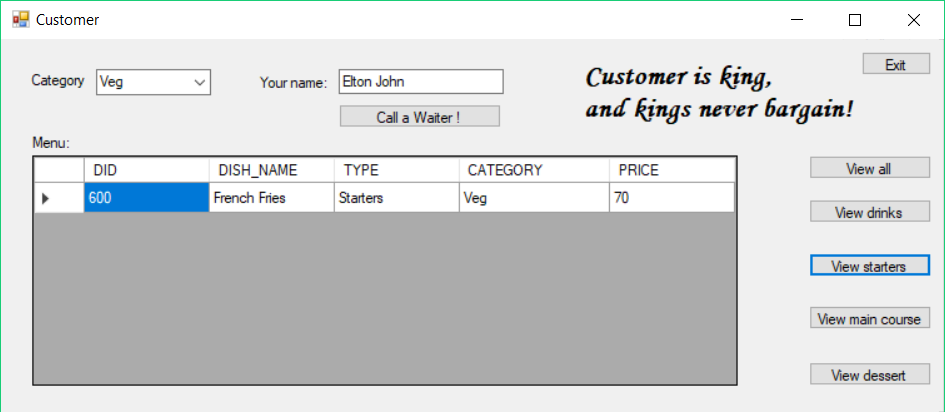 Customer
Exit
Category Veg Your name: Elton John
Customer is king,
and kings never bargain!
Call a Waiter !
Menu:
DID DISH_NAME TYPE CATEGORY PRICE
600 French Fries Starters Veg 70
View all
View drinks
View starters
View main course
View dessert